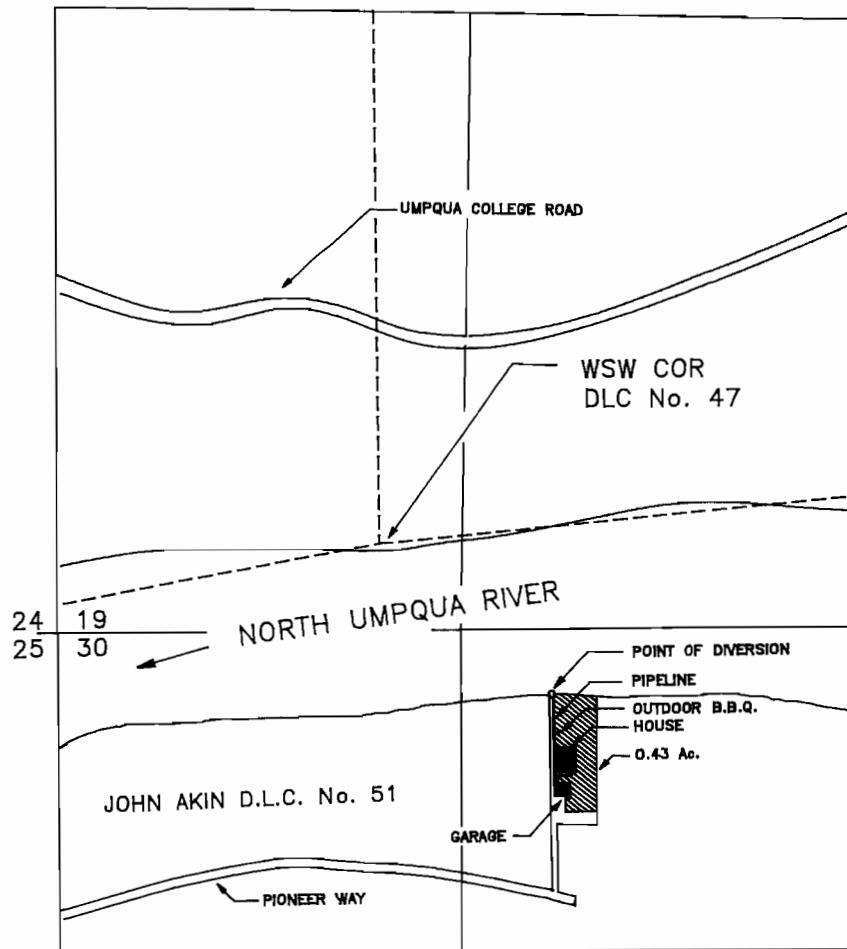 UMPQUA COLLEGE ROAD
WSW COR
DLC No. 47
24 19
25 30
NORTH UMPQUA RIVER
POINT OF DIVERSION
PIPELINE
OUTDOOR B.B.Q.
HOUSE
0.43 Ac.
JOHN AKIN D.L.C. No. 51
GARAGE
PIONEER WAY